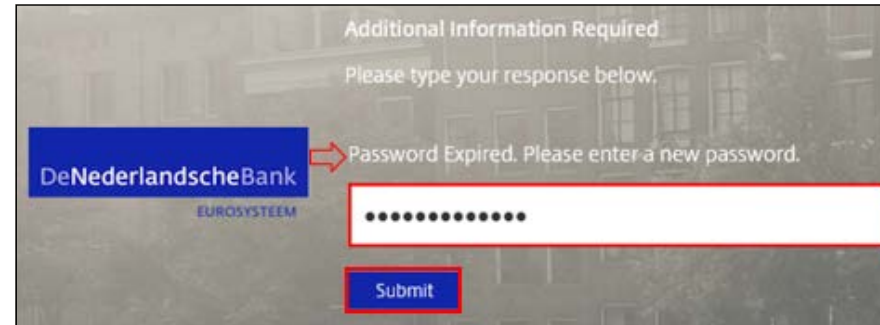 Additional Information Required
Please type your response below.
Password Expired. Please enter a new password.
DeNederlandscheBank
EUROSYSTEEM
•••••••••••••
Submit